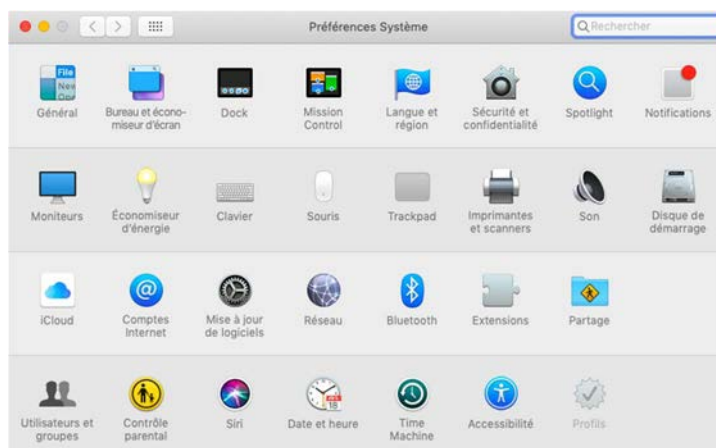 Préférences Système
Rechercher
File
New
Général
Bureau et écono-
miseur d'écran
Dock
Mission
Control
Langue et
région
Sécurité et
confidentialité
Spotlight
Notifications
Moniteurs
Économiseur
d'énergie
Clavier
Souris
Trackpad
Imprimantes
et scanners
Son
Disque de
démarrage
iCloud
Comptes
Internet
Mise à jour
de logiciels
Réseau
Bluetooth
Extensions
Partage
Utilisateurs et
groupes
Contrôle
parental
Siri
18
Date et heure
Time
Machine
Accessibilité
Profils